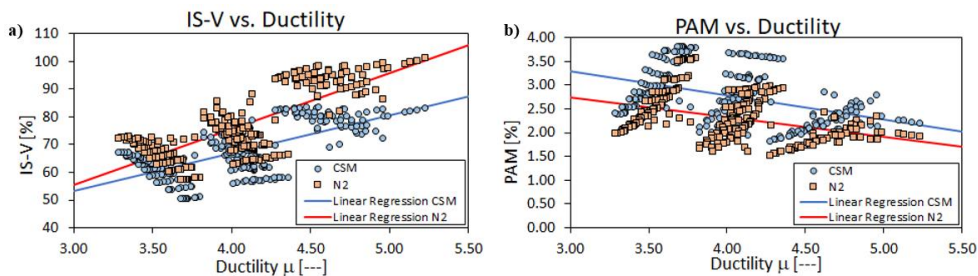 a)
IS-V vs. Ductility
110
100
90
80
70
60
50
40
IS-V [%]
3.00 3.50 4.00 4.50 5.00 5.50
Ductility μ [---]
CSM
N2
Linear Regression CSM
Linear Regression N2
b)
PAM vs. Ductility
4.00
3.50
3.00
2.50
2.00
1.50
1.00
0.50
0.00
PAM [%]
3.00 3.50 4.00 4.50 5.00 5.50
Ductility μ [---]
CSM
N2
Linear Regression CSM
Linear Regression N2